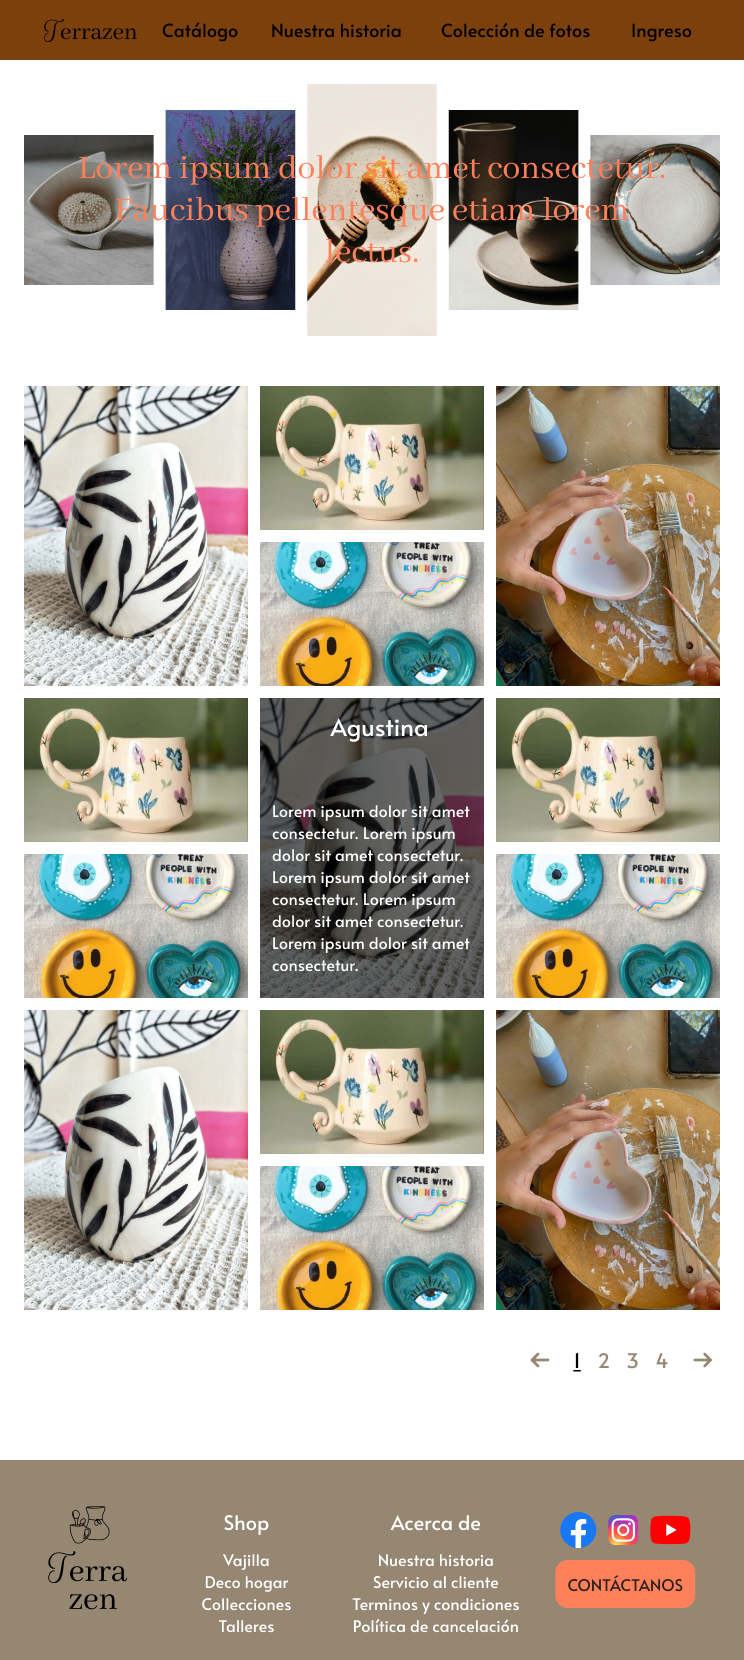 Terrazen Catálogo Nuestra historia Colección de fotos Ingreso
Lorem ipsum dolor sit amet consectetur.
Faucibus pellentesque etiam lorem
lectus.
TREAT
PEOPLE WITH
KINDNESS
Agustina
Lorem ipsum dolor sit amet
consectetur. Lorem ipsum
dolor sit amet consectetur.
Lorem ipsum dolor sit amet
consectetur. Lorem ipsum
dolor sit amet consectetur.
Lorem ipsum dolor sit amet
consectetur.
TREAT
PEOPLE WITH
KINDNESS
TREAT
PEOPLE WITH
KINDNESS
TREAT
PEOPLE WITH
KINDNESS
1 2 3 4
Terra
zen
Shop
Vajilla
Deco hogar
Collecciones
Talleres
Acerca de
Nuestra historia
Servicio al cliente
Terminos y condiciones
Política de cancelación
CONTÁCTANOS